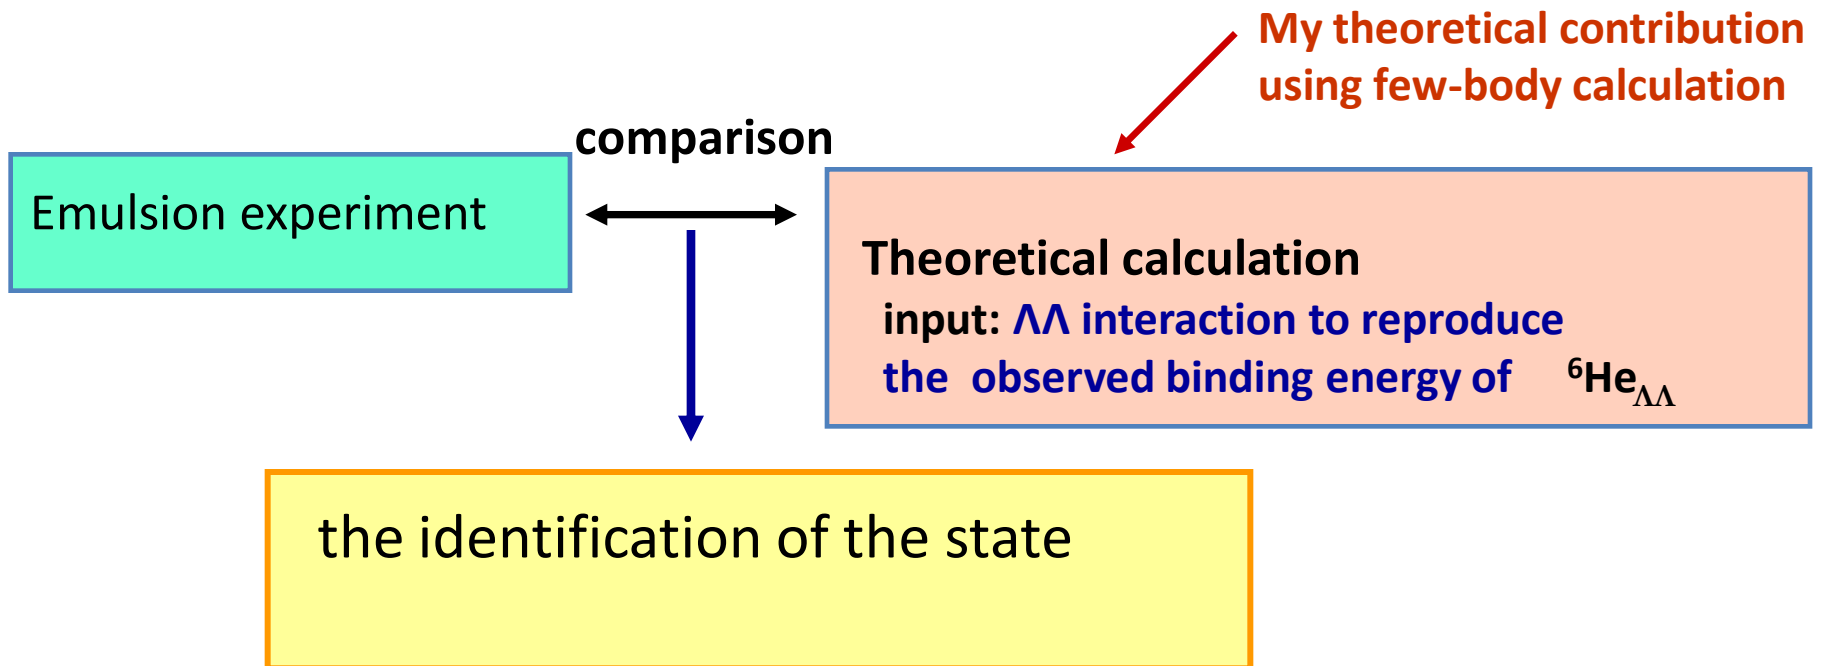 My theoretical contribution
using few-body calculation
comparison
Emulsion experiment
Theoretical calculation
input: ΛΛ interaction to reproduce
the observed binding energy of ⁶He_ΛΛ
the identification of the state